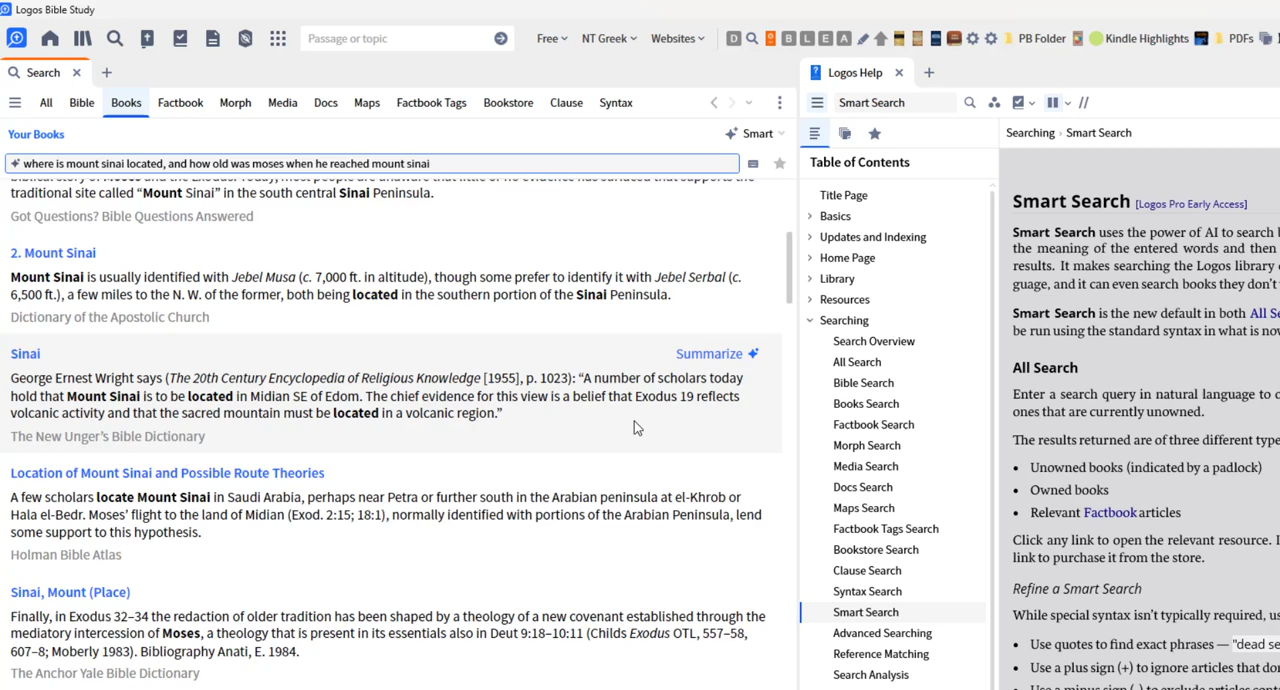 Logos Bible Study
Passage or topic
Free
NT Greek
Websites
D
B
L
E
A
PB Folder
Kindle Highlights
PDFs
Search
All
Bible
Books
Factbook
Morph
Media
Docs
Maps
Factbook Tags
Bookstore
Clause
Syntax
Your Books
Smart
where is mount sinai located, and how old was moses when he reached mount sinai
traditional site called “Mount Sinai” in the south central Sinai Peninsula.
Got Questions? Bible Questions Answered
2. Mount Sinai
Mount Sinai is usually identified with Jebel Musa (c. 7,000 ft. in altitude), though some prefer to identify it with Jebel Serbal (c.
6,500 ft.), a few miles to the N. W. of the former, both being located in the southern portion of the Sinai Peninsula.
Dictionary of the Apostolic Church
Sinai
Summarize
George Ernest Wright says (The 20th Century Encyclopedia of Religious Knowledge [1955], p. 1023): “A number of scholars today
hold that Mount Sinai is to be located in Midian SE of Edom. The chief evidence for this view is a belief that Exodus 19 reflects
volcanic activity and that the sacred mountain must be located in a volcanic region.”
The New Unger’s Bible Dictionary
Location of Mount Sinai and Possible Route Theories
A few scholars locate Mount Sinai in Saudi Arabia, perhaps near Petra or further south in the Arabian peninsula at el-Khrob or
Hala el-Bedr. Moses’ flight to the land of Midian (Exod. 2:15; 18:1), normally identified with portions of the Arabian Peninsula, lend
some support to this hypothesis.
Holman Bible Atlas
Sinai, Mount (Place)
Finally, in Exodus 32–34 the redaction of older tradition has been shaped by a theology of a new covenant established through the
mediatory intercession of Moses, a theology that is present in its essentials also in Deut 9:18–10:11 (Childs Exodus OTL, 557–58,
607–8; Moberly 1983). Bibliography Anati, E. 1984.
The Anchor Yale Bible Dictionary
Logos Help
Smart Search
Table of Contents
Title Page
Basics
Updates and Indexing
Home Page
Library
Resources
Searching
Search Overview
All Search
Bible Search
Books Search
Factbook Search
Morph Search
Media Search
Docs Search
Maps Search
Factbook Tags Search
Bookstore Search
Clause Search
Syntax Search
Smart Search
Advanced Searching
Reference Matching
Search Analysis
Searching › Smart Search
Smart Search [Logos Pro Early Access]
Smart Search uses the power of AI to search
the meaning of the entered words and then
results. It makes searching the Logos library
guage, and it can even search books they don’t
Smart Search is the new default in both All
be run using the standard syntax in what is now
All Search
Enter a search query in natural language to
ones that are currently unowned.
The results returned are of three different
• Unowned books (indicated by a padlock)
• Owned books
• Relevant Factbook articles
Click any link to open the relevant resource.
link to purchase it from the store.
Refine a Smart Search
While special syntax isn’t typically required,
• Use quotes to find exact phrases — "dead
• Use a plus sign (+) to ignore articles that